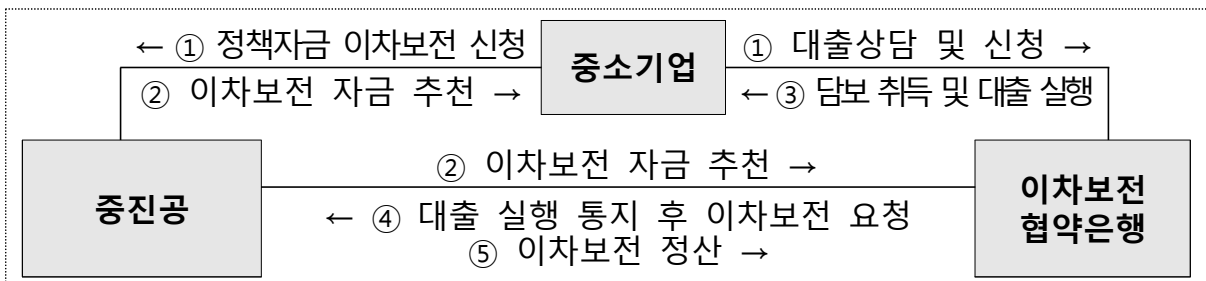 ← ① 정책자금 이차보전 신청
중소기업
① 대출상담 및 신청 →
② 이차보전 자금 추천 →
← ③ 담보 취득 및 대출 실행
중진공
② 이차보전 자금 추천 →
← ④ 대출 실행 통지 후 이차보전 요청
⑤ 이차보전 정산 →
이차보전
협약은행